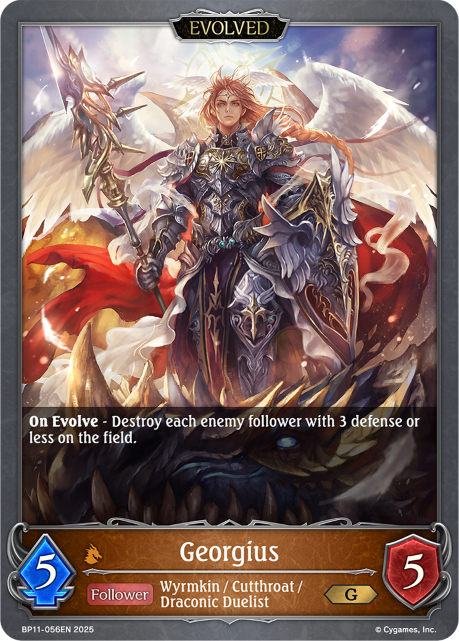 EVOLVED
On Evolve - Destroy each enemy follower with 3 defense or
less on the field.
Georgius
5
5
Follower
Wyrmkin / Cutthroat /
Draconic Duelist
G
BP11-056EN 2025
© Cygames, Inc.